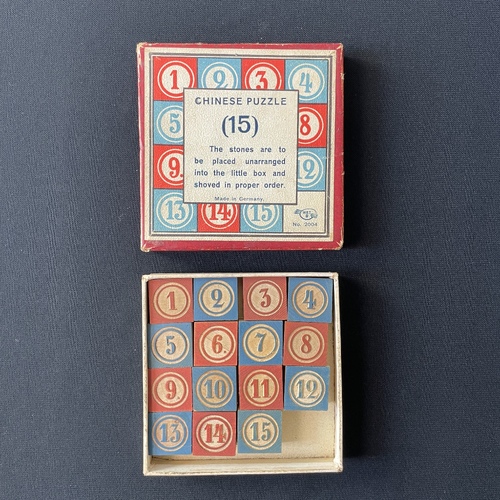 1 2 3 4
CHINESE PUZZLE
5 (15) 8
The stones are to
be placed unarranged
9 into the little box and 12
shoved in proper order.
Made in Germany.
13 14 15
No. 2004
1 2 3 4
5 6. 7 8
9 10 11 12
13 14 15